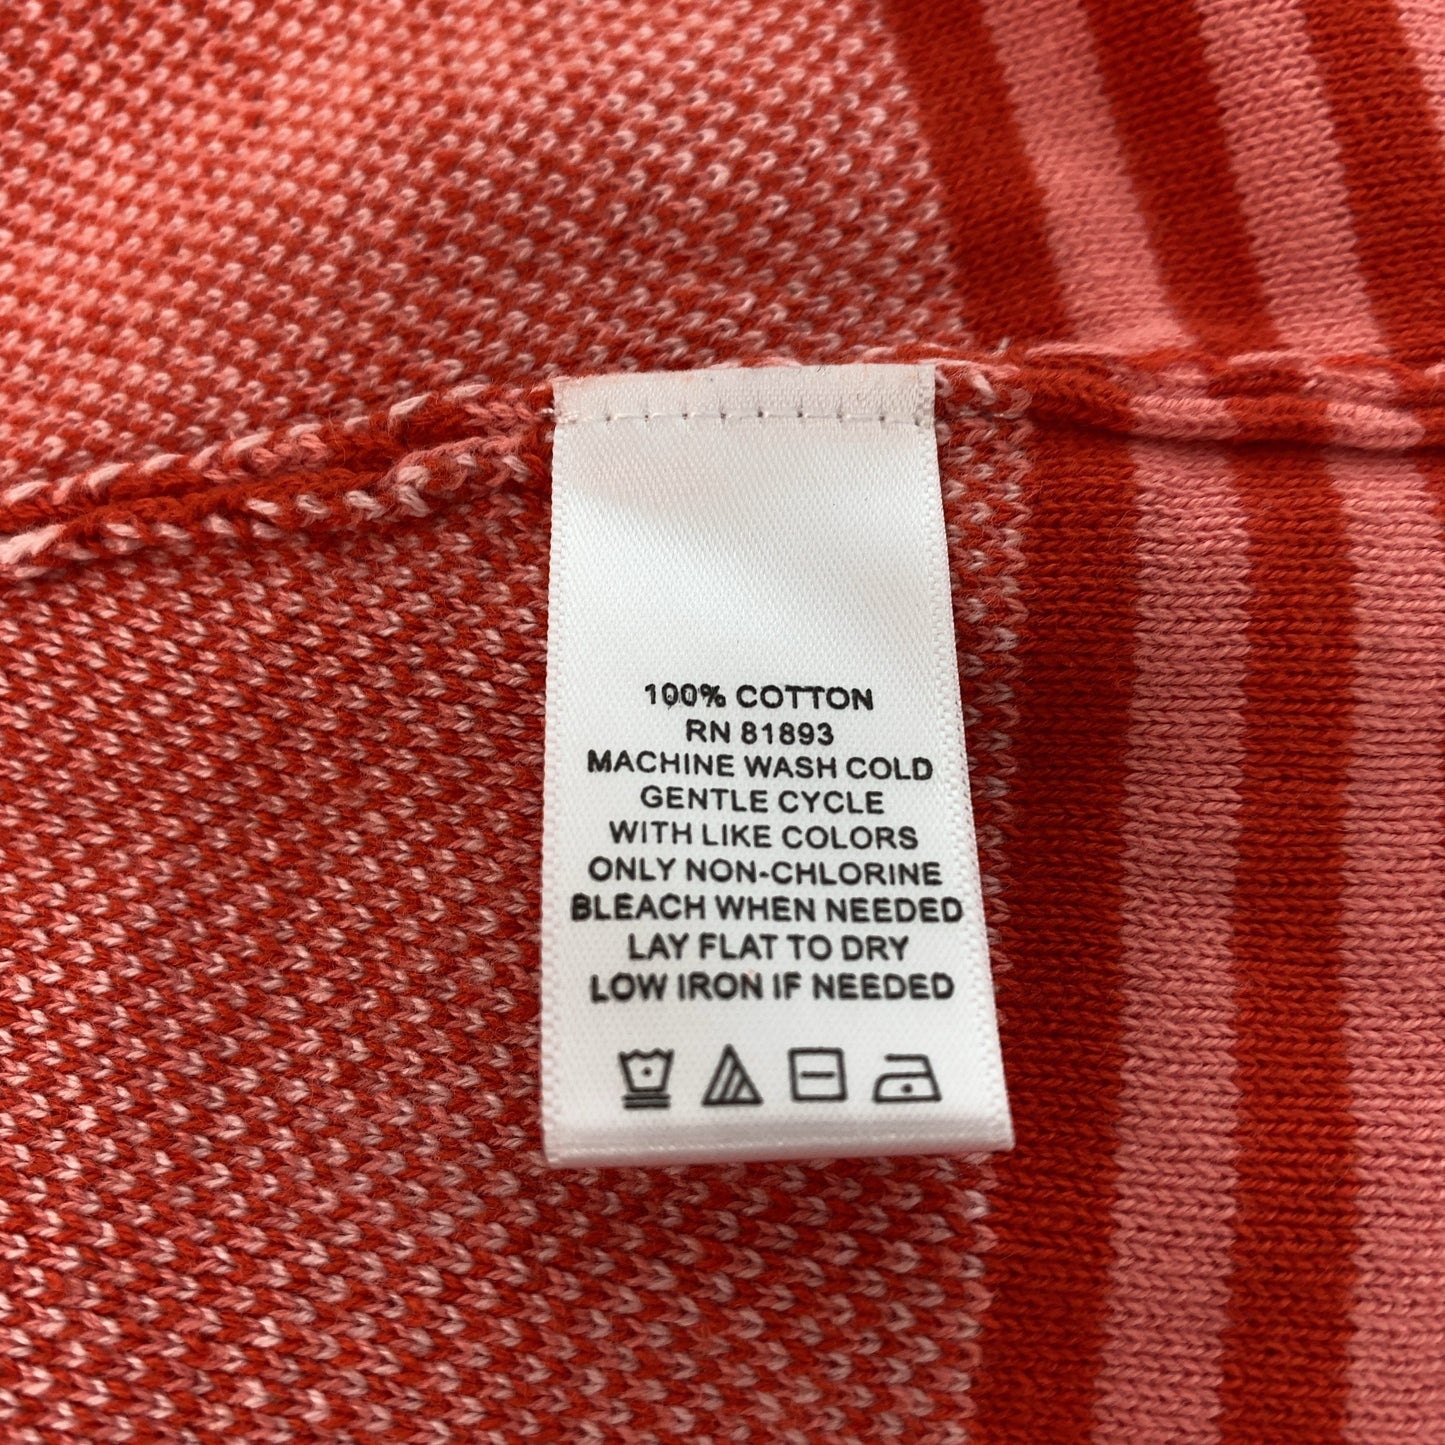 100% COTTON
RN 81893
MACHINE WASH COLD
GENTLE CYCLE
WITH LIKE COLORS
ONLY NON-CHLORINE
BLEACH WHEN NEEDED
LAY FLAT TO DRY
LOW IRON IF NEEDED